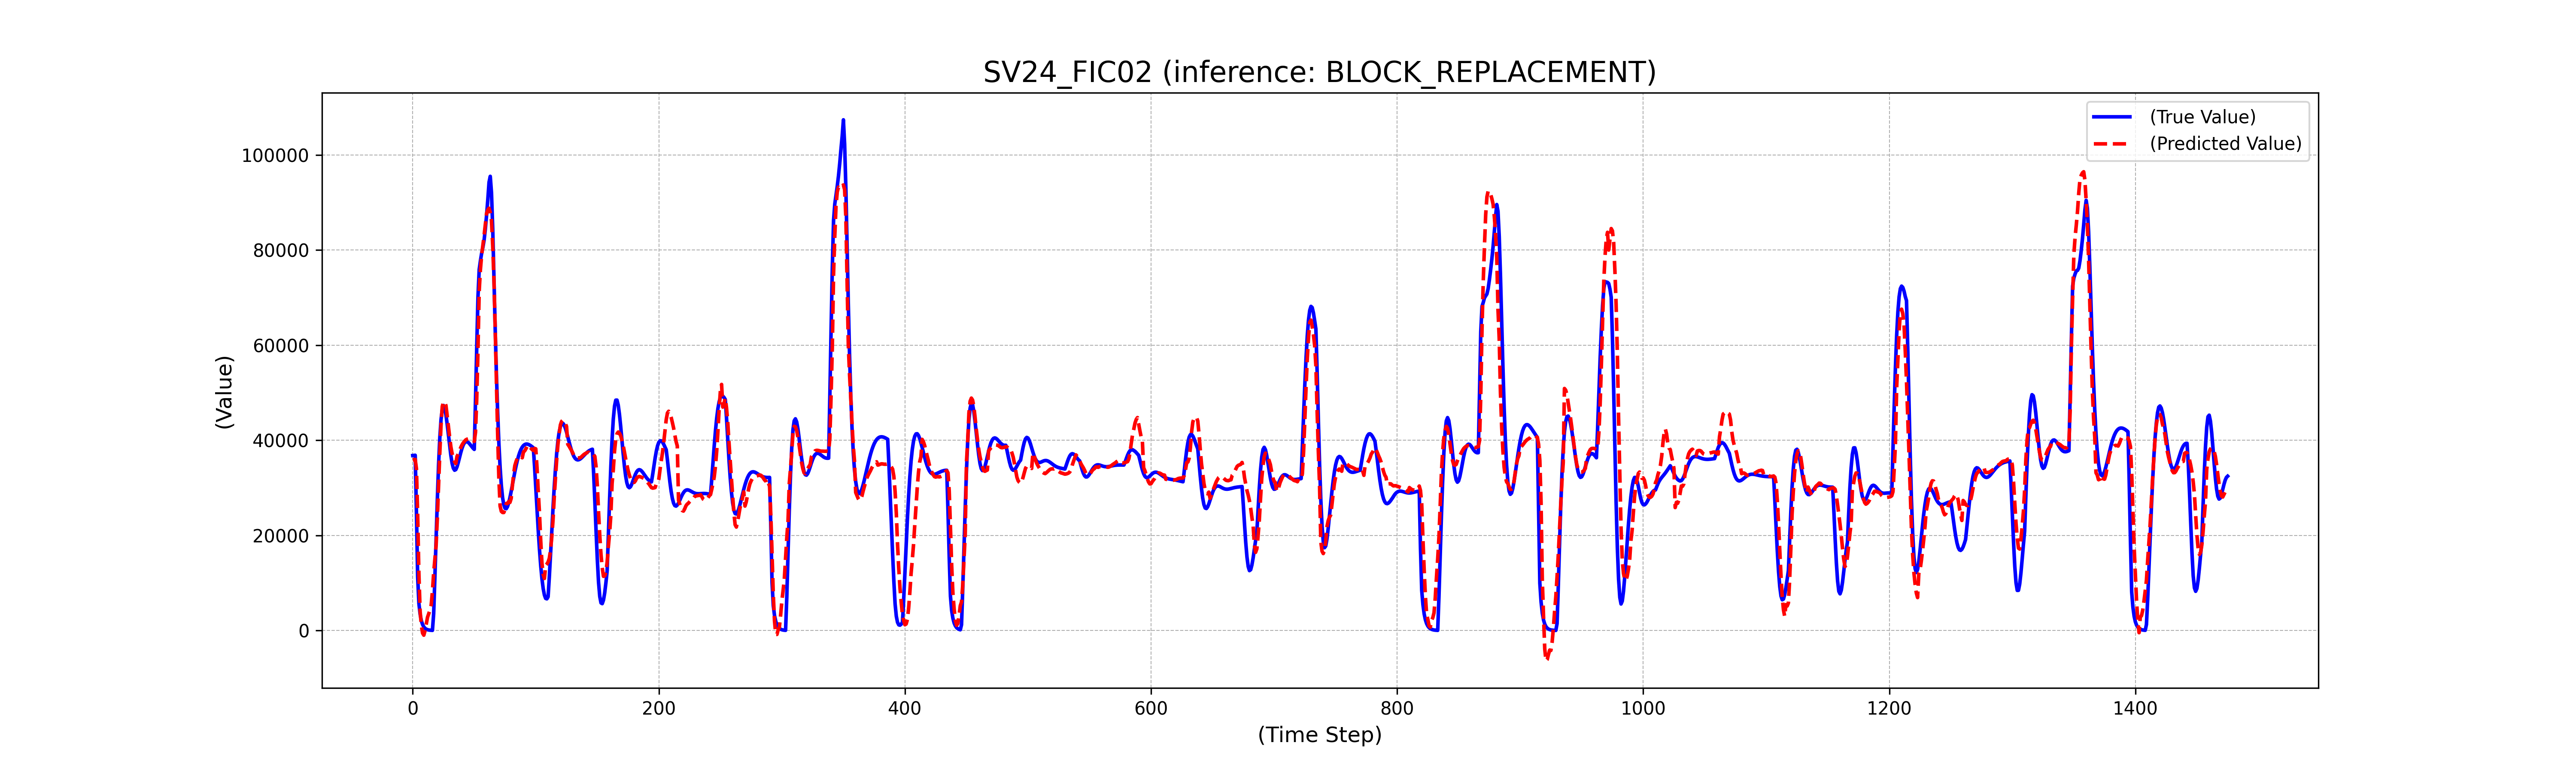 SV24_FIC02 (inference: BLOCK_REPLACEMENT)
(True Value)
(Predicted Value)
100000
80000
60000
40000
20000
0
(Value)
0 200 400 600 800 1000 1200 1400
(Time Step)